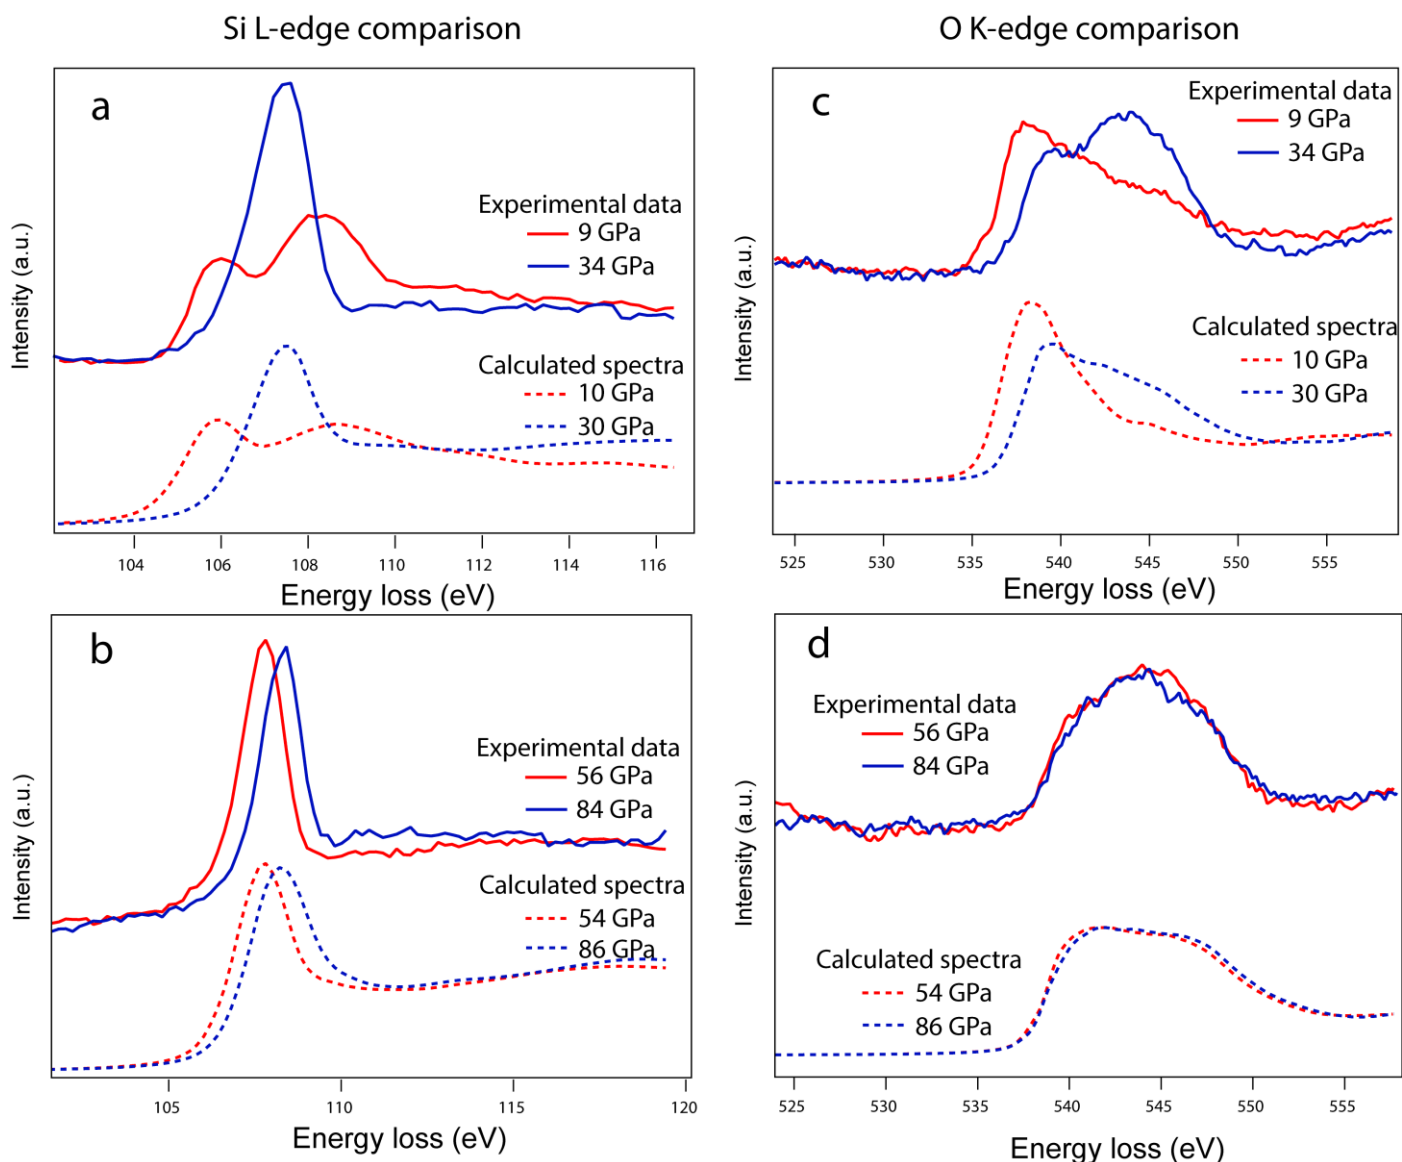 Si L-edge comparison
O K-edge comparison
a
Experimental data
9 GPa
34 GPa
Calculated spectra
10 GPa
30 GPa
Intensity (a.u.)
104 106 108 110 112 114 116
Energy loss (eV)
c
Experimental data
9 GPa
34 GPa
Calculated spectra
10 GPa
30 GPa
Intensity (a.u.)
525 530 535 540 545 550 555
Energy loss (eV)
b
Experimental data
56 GPa
84 GPa
Calculated spectra
54 GPa
86 GPa
Intensity (a.u.)
105 110 115 120
Energy loss (eV)
d
Experimental data
56 GPa
84 GPa
Calculated spectra
54 GPa
86 GPa
Intensity (a.u.)
525 530 535 540 545 550 555
Energy loss (eV)